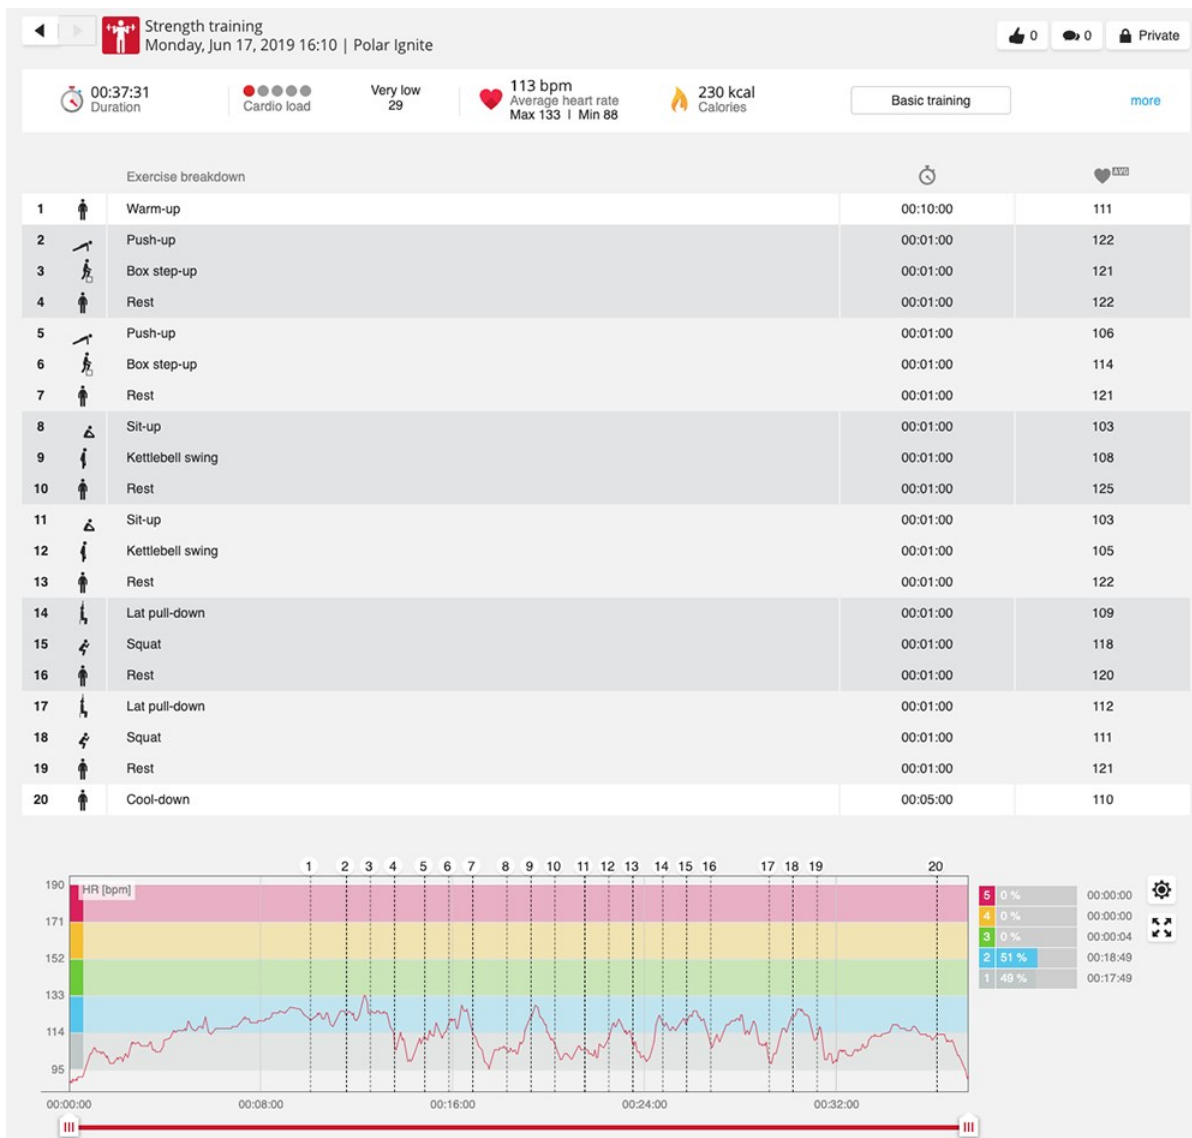 Strength training
Monday, Jun 17, 2019 16:10 | Polar Ignite
0 0 Private
00:37:31
Duration
Cardio load
Very low
29
113 bpm
Average heart rate
Max 133 | Min 88
230 kcal
Calories
Basic training
more
Exercise breakdown AVG
1 Warm-up 00:10:00 111
2 Push-up 00:01:00 122
3 Box step-up 00:01:00 121
4 Rest 00:01:00 122
5 Push-up 00:01:00 106
6 Box step-up 00:01:00 114
7 Rest 00:01:00 121
8 Sit-up 00:01:00 103
9 Kettlebell swing 00:01:00 108
10 Rest 00:01:00 125
11 Sit-up 00:01:00 103
12 Kettlebell swing 00:01:00 105
13 Rest 00:01:00 122
14 Lat pull-down 00:01:00 109
15 Squat 00:01:00 118
16 Rest 00:01:00 120
17 Lat pull-down 00:01:00 112
18 Squat 00:01:00 111
19 Rest 00:01:00 121
20 Cool-down 00:05:00 110
1 2 3 4 5 6 7 8 9 10 11 12 13 14 15 16 17 18 19 20
HR [bpm]
190
171
152
133
114
95
00:00:00 00:08:00 00:16:00 00:24:00 00:32:00
5 0 % 00:00:00
4 0 % 00:00:00
3 0 % 00:00:04
2 51 % 00:18:49
1 49 % 00:17:49